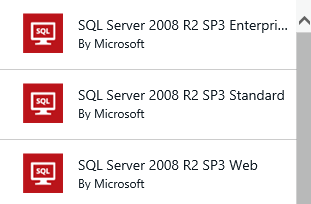 SQL
SQL Server 2008 R2 SP3 Enterpri...
By Microsoft
SQL
SQL Server 2008 R2 SP3 Standard
By Microsoft
SQL
SQL Server 2008 R2 SP3 Web
By Microsoft